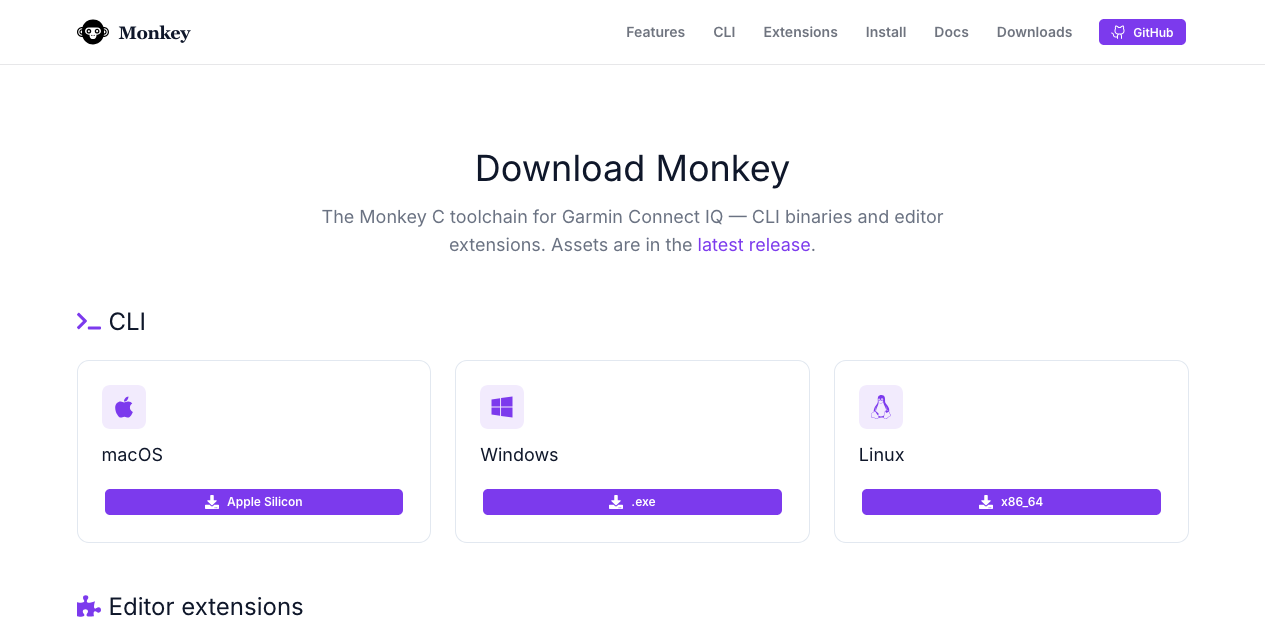 Monkey
Features
CLI
Extensions
Install
Docs
Downloads
GitHub
Download Monkey
The Monkey C toolchain for Garmin Connect IQ — CLI binaries and editor
extensions. Assets are in the latest release.
CLI
macOS
Apple Silicon
Windows
.exe
Linux
x86_64
Editor extensions